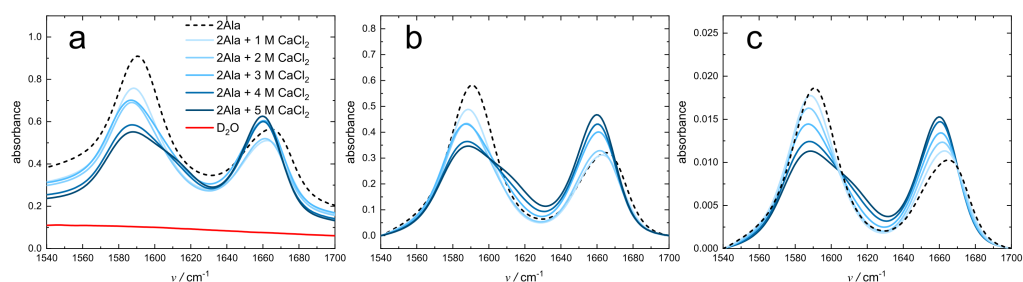 a
2Ala
2Ala + 1 M CaCl₂
2Ala + 2 M CaCl₂
2Ala + 3 M CaCl₂
2Ala + 4 M CaCl₂
2Ala + 5 M CaCl₂
D₂O
absorbance
0.0
0.2
0.4
0.6
0.8
1.0
1540 1560 1580 1600 1620 1640 1660 1680 1700
ν / cm⁻¹
b
absorbance
0.0
0.1
0.2
0.3
0.4
0.5
0.6
0.7
0.8
1540 1560 1580 1600 1620 1640 1660 1680 1700
ν / cm⁻¹
c
absorbance
0.000
0.005
0.010
0.015
0.020
0.025
1540 1560 1580 1600 1620 1640 1660 1680 1700
ν / cm⁻¹